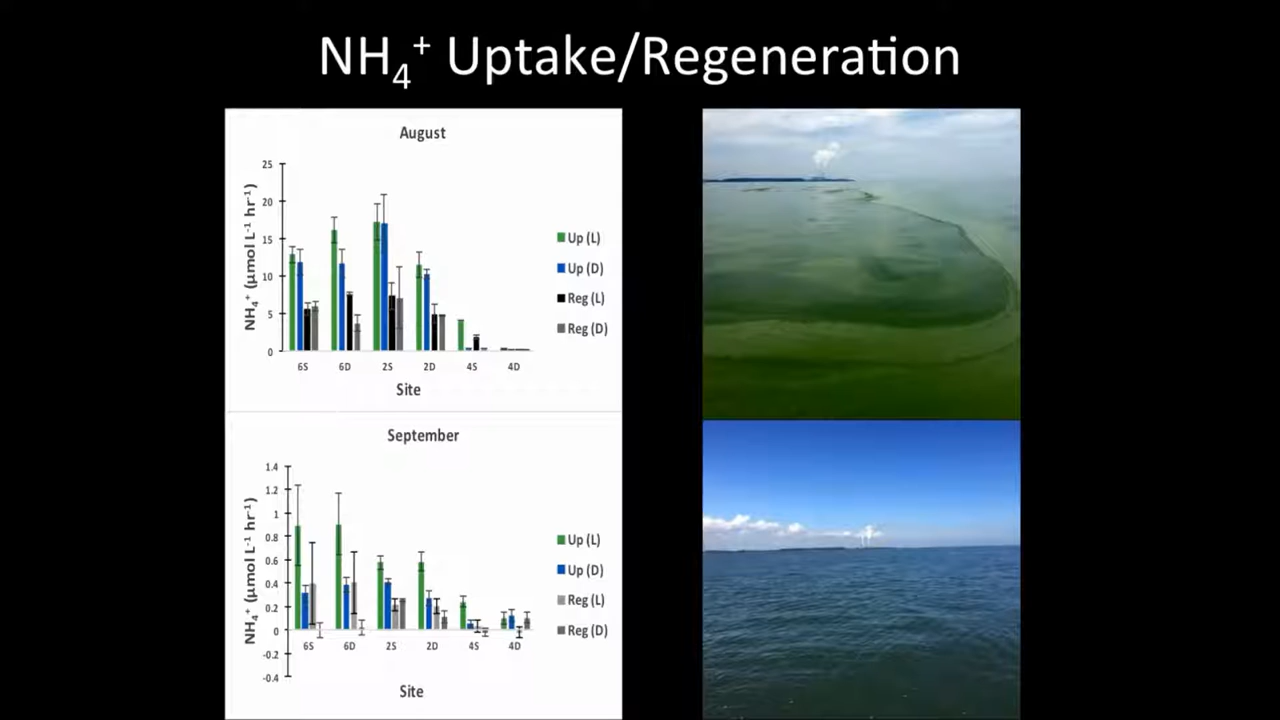 NH₄⁺ Uptake/Regeneration
August
NH₄⁺ (µmol L⁻¹ hr⁻¹)
25
20
15
10
5
0
6S 6D 2S 2D 4S 4D
Site
Up (L)
Up (D)
Reg (L)
Reg (D)
September
NH₄⁺ (µmol L⁻¹ hr⁻¹)
1.4
1.2
1
0.8
0.6
0.4
0.2
0
-0.2
-0.4
6S 6D 2S 2D 4S 4D
Site
Up (L)
Up (D)
Reg (L)
Reg (D)